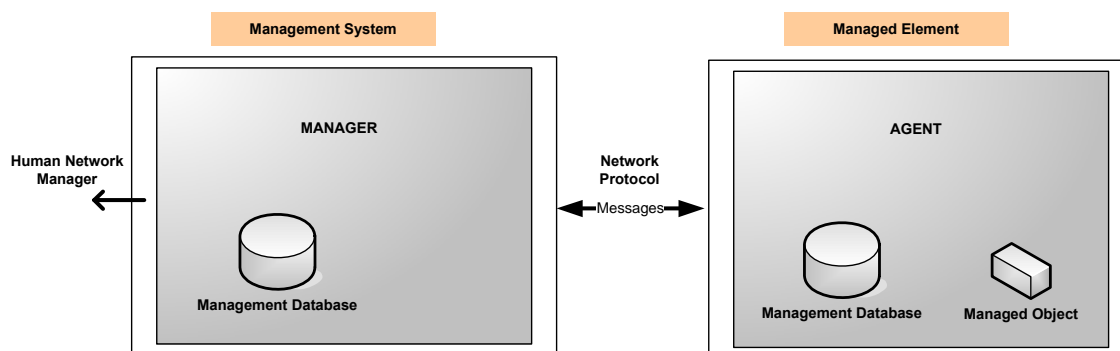 Management System
Managed Element
MANAGER
AGENT
Human Network
Manager
Network
Protocol
Messages
Management Database
Management Database
Managed Object